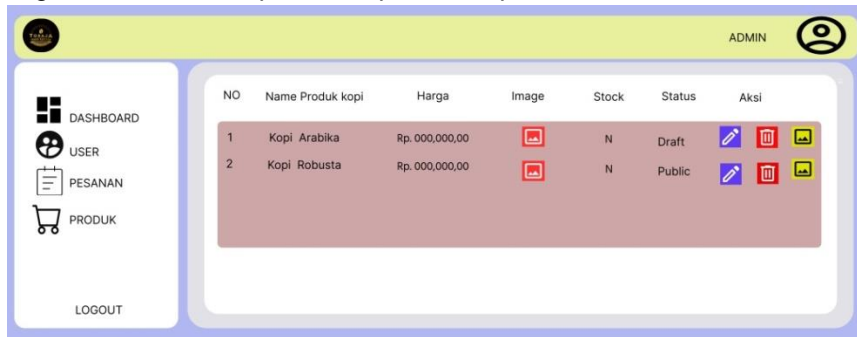 ADMIN
DASHBOARD
USER
PESANAN
PRODUK
LOGOUT
NO Name Produk kopi Harga Image Stock Status Aksi
1 Kopi Arabika Rp. 000,000,00 N Draft
2 Kopi Robusta Rp. 000,000,00 N Public